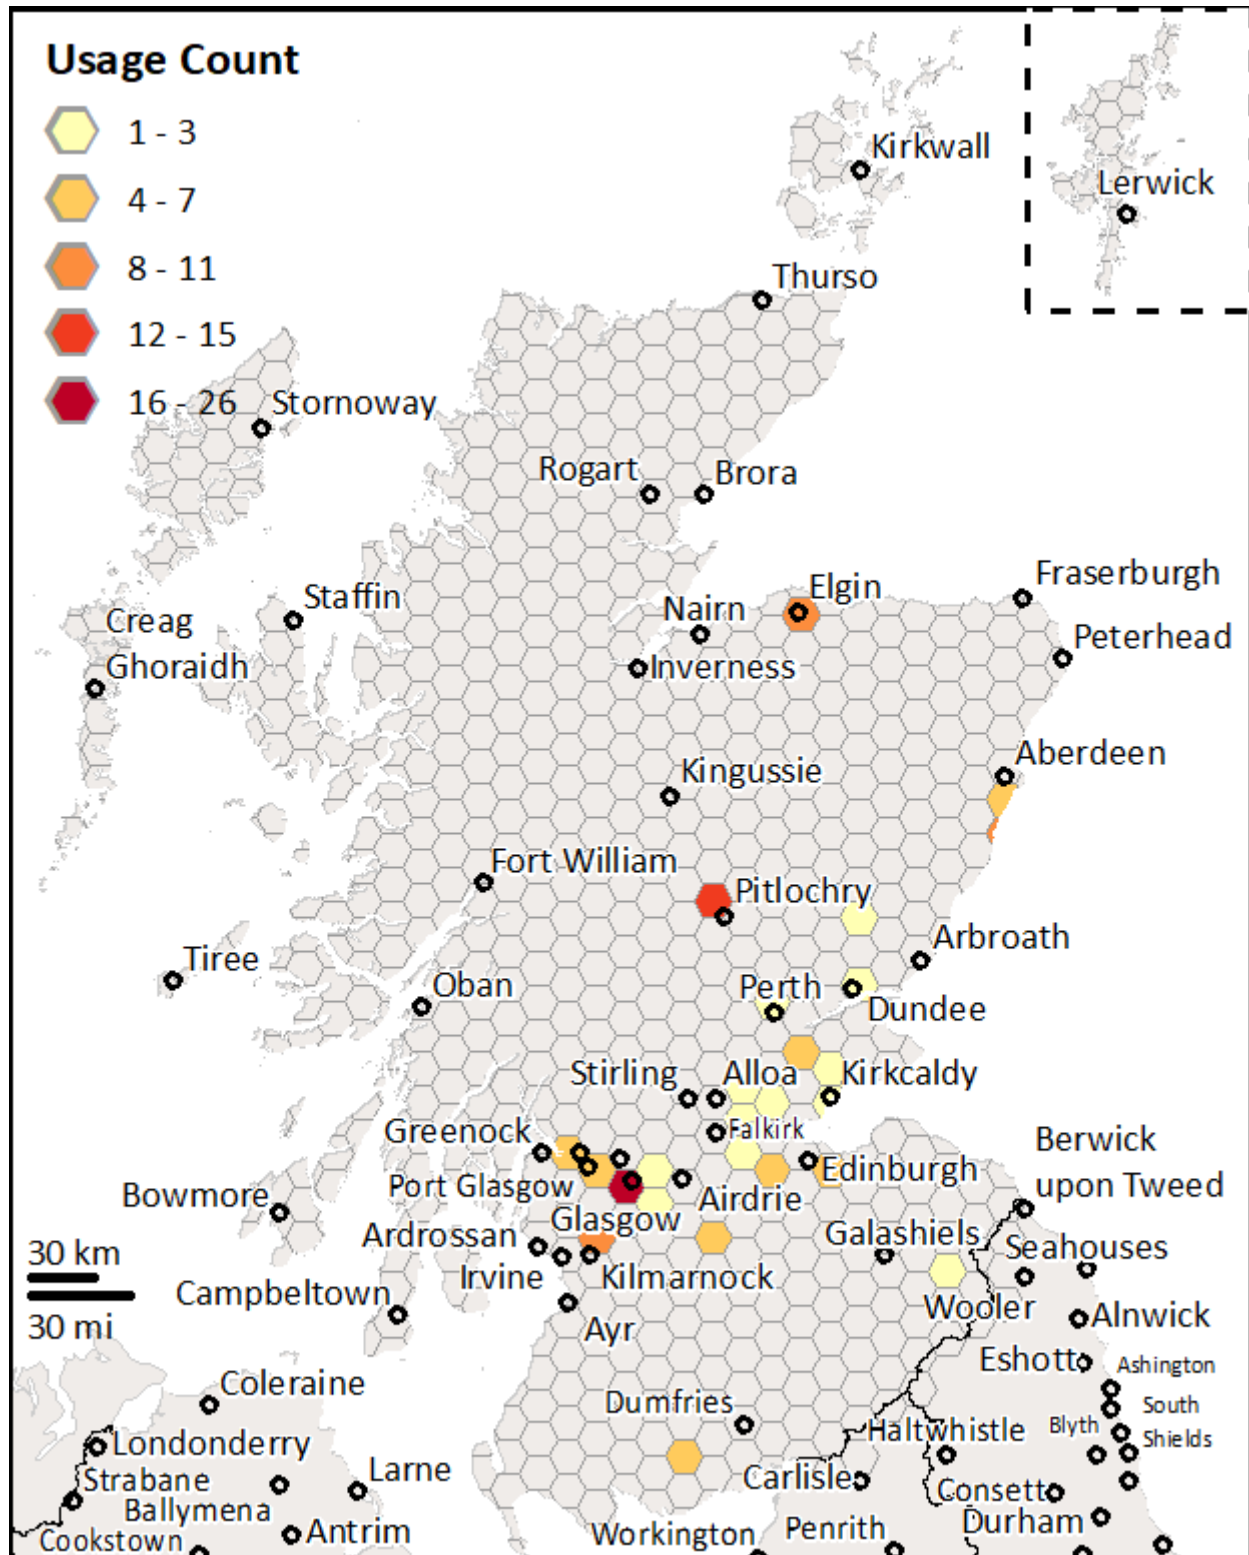 Usage Count
1 - 3
4 - 7
8 - 11
12 - 15
16 - 26
Kirkwall
Lerwick
Thurso
Stornoway
Rogart
Brora
Staffin
Creag
Ghoraidh
Nairn
Elgin
Fraserburgh
Inverness
Peterhead
Kingussie
Aberdeen
Fort William
Pitlochry
Tiree
Arbroath
Oban
Perth
Dundee
Stirling
Alloa
Kirkcaldy
Greenock
Falkirk
Port Glasgow
Edinburgh
Berwick
upon Tweed
Bowmore
Airdrie
Glasgow
Ardrossan
Galashiels
Seahouses
30 km
Irvine
Kilmarnock
Campbeltown
Wooler
Alnwick
30 mi
Ayr
Eshott
Ashington
Coleraine
Dumfries
South
Shields
Blyth
Haltwhistle
Londonderry
Strabane
Larne
Carlisle
Consett
Ballymena
Antrim
Durham
Cookstown
Workington
Penrith